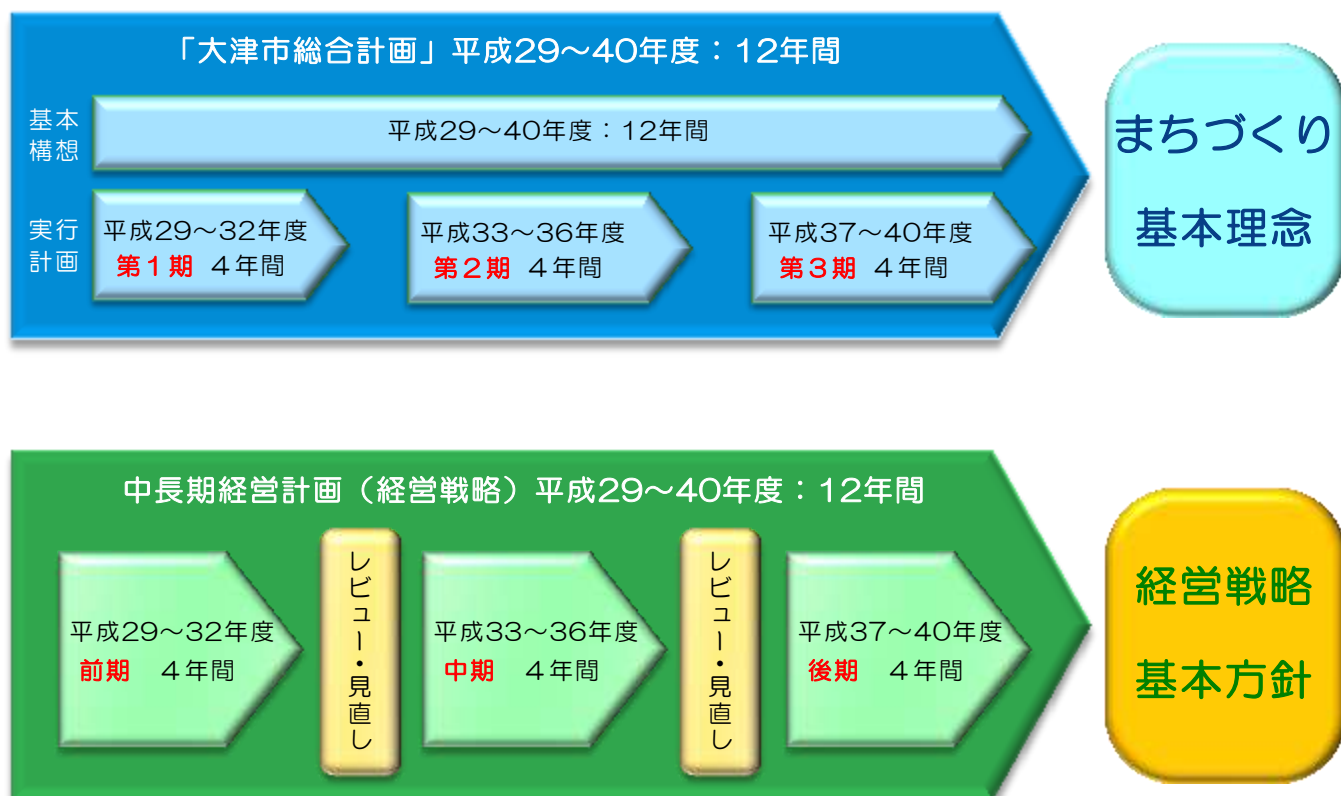 「大津市総合計画」平成29～40年度：12年間
基本
構想
平成29～40年度：12年間
実行
計画
平成29～32年度
第１期 ４年間
平成33～36年度
第２期 ４年間
平成37～40年度
第３期 ４年間
まちづくり
基本理念
中長期経営計画（経営戦略）平成29～40年度：12年間
平成29～32年度
前期　４年間
レビュー・見直し
平成33～36年度
中期　４年間
レビュー・見直し
平成37～40年度
後期　４年間
経営戦略
基本方針